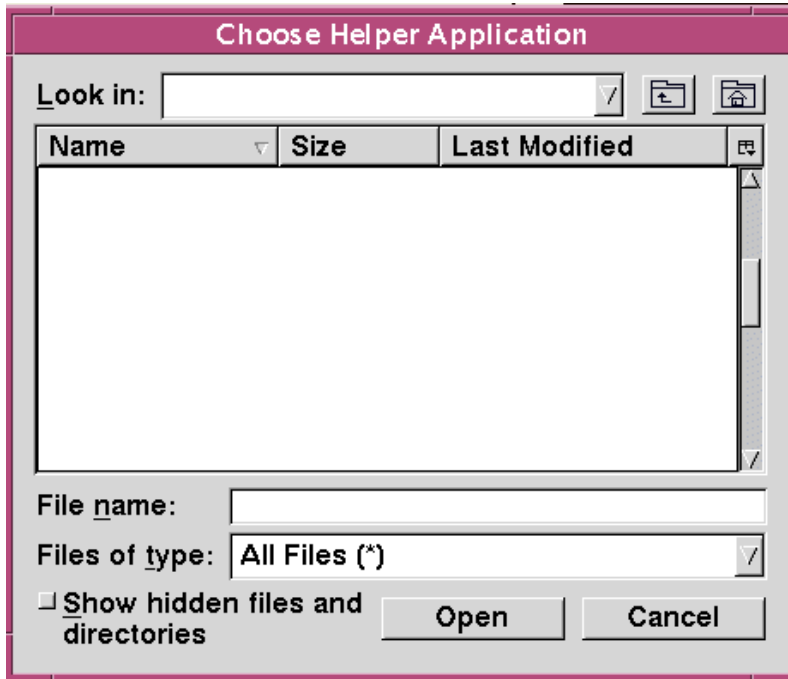 Choose Helper Application
Look in:
Name Size Last Modified
File name:
Files of type: All Files (*)
Show hidden files and
directories
Open Cancel